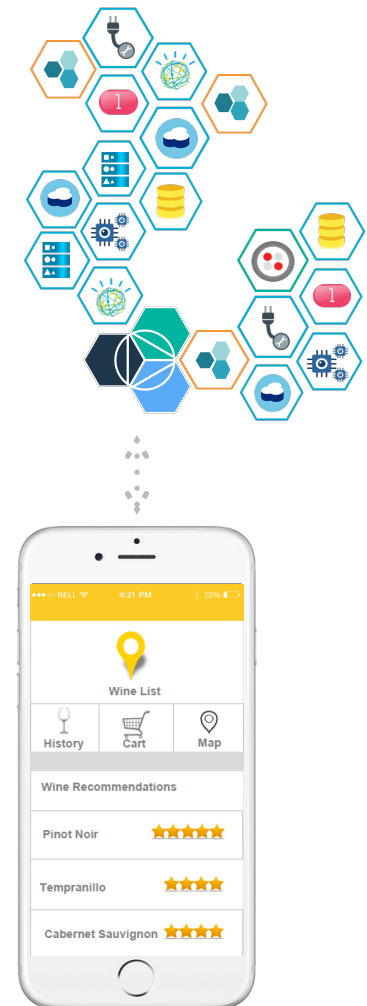 1
1
BELL 4:21 PM 22%
Wine List
History Cart Map
Wine Recommendations
Pinot Noir
Tempranillo
Cabernet Sauvignon